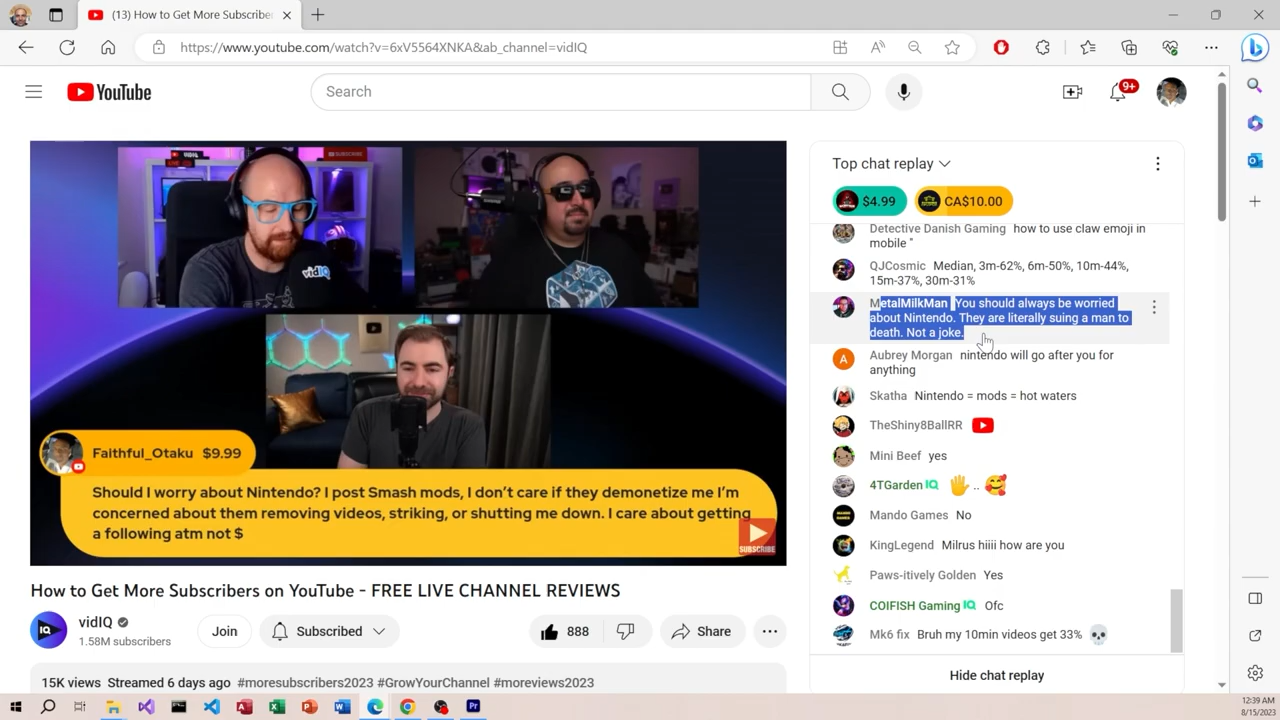 (13) How to Get More Subscribe
https://www.youtube.com/watch?v=6xV5564XNKA&ab_channel=vidIQ
YouTube
Search
9+
vidIQ
Faithful_Otaku $9.99
Should I worry about Nintendo? I post Smash mods, I don't care if they demonetize me I'm
concerned about them removing videos, striking, or shutting me down. I care about getting
a following atm not $
SUBSCRIBE
How to Get More Subscribers on YouTube - FREE LIVE CHANNEL REVIEWS
vidIQ
1.58M subscribers
Join
Subscribed
888
Share
15K views Streamed 6 days ago #moresubscribers2023 #GrowYourChannel #moreviews2023
Top chat replay
$4.99
CA$10.00
Detective Danish Gaming how to use claw emoji in
mobile "
QJCosmic Median, 3m-62%, 6m-50%, 10m-44%,
15m-37%, 30m-31%
MetalMilkMan You should always be worried
about Nintendo. They are literally suing a man to
death. Not a joke.
A
Aubrey Morgan nintendo will go after you for
anything
Skatha Nintendo = mods = hot waters
TheShiny8BallRR
Mini Beef yes
4TGarden IQ ..
Mando Games No
KingLegend Milrus hiiii how are you
Paws-itively Golden Yes
COIFISH Gaming IQ Ofc
Mk6 fix Bruh my 10min videos get 33%
Hide chat replay
12:39 AM
8/15/2023